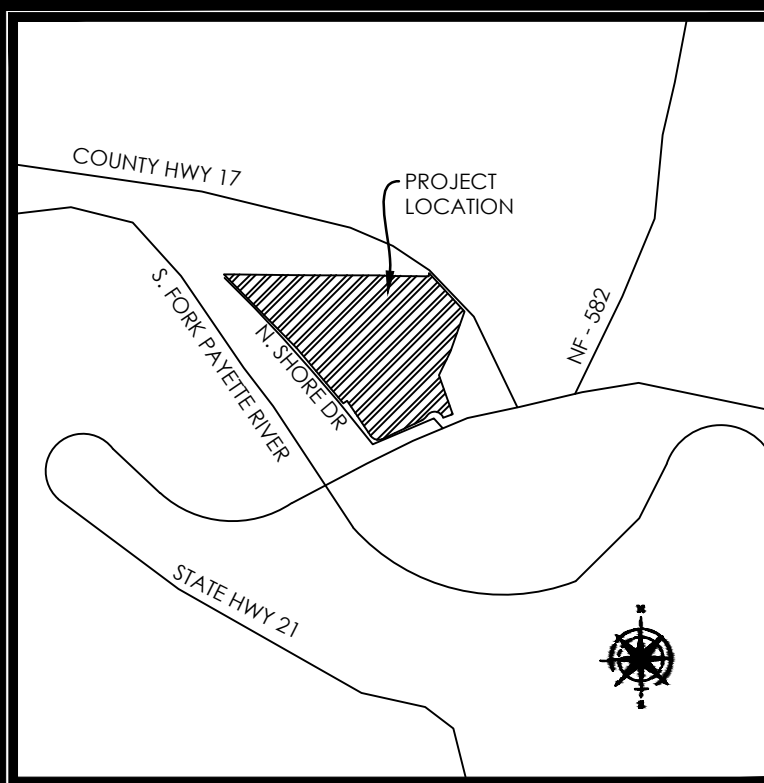 COUNTY HWY 17
PROJECT
LOCATION
S. FORK PAYETTE RIVER
N. SHORE DR
NF - 582
STATE HWY 21
N
S